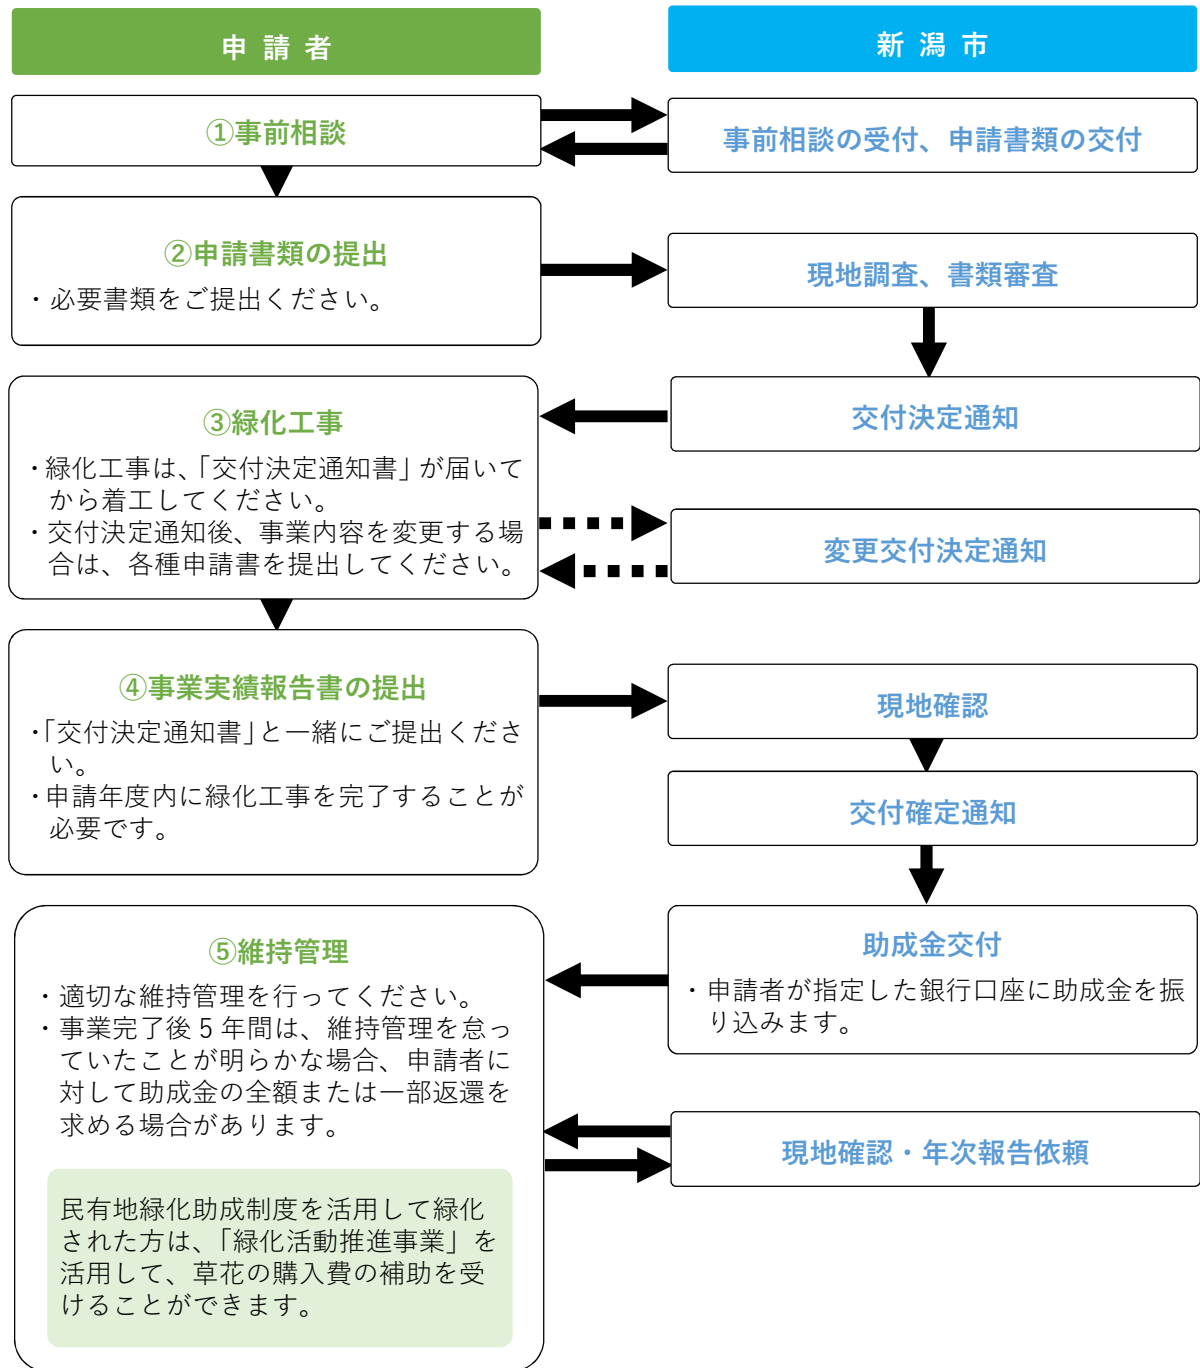 申請者
新潟市
①事前相談
事前相談の受付、申請書類の交付
②申請書類の提出
・必要書類をご提出ください。
現地調査、書類審査
交付決定通知
③緑化工事
・緑化工事は、「交付決定通知書」が届いて
から着工してください。
・交付決定通知後、事業内容を変更する場
合は、各種申請書を提出してください。
変更交付決定通知
④事業実績報告書の提出
・「交付決定通知書」と一緒にご提出くださ
い。
・申請年度内に緑化工事を完了することが
必要です。
現地確認
交付確定通知
助成金交付
・申請者が指定した銀行口座に助成金を振
り込みます。
⑤維持管理
・適切な維持管理を行ってください。
・事業完了後5年間は、維持管理を怠っ
ていたことが明らかな場合、申請者に
対して助成金の全額または一部返還を
求める場合があります。
現地確認・年次報告依頼
民有地緑化助成制度を活用して緑化
された方は、「緑化活動推進事業」を
活用して、草花の購入費の補助を受
けることができます。